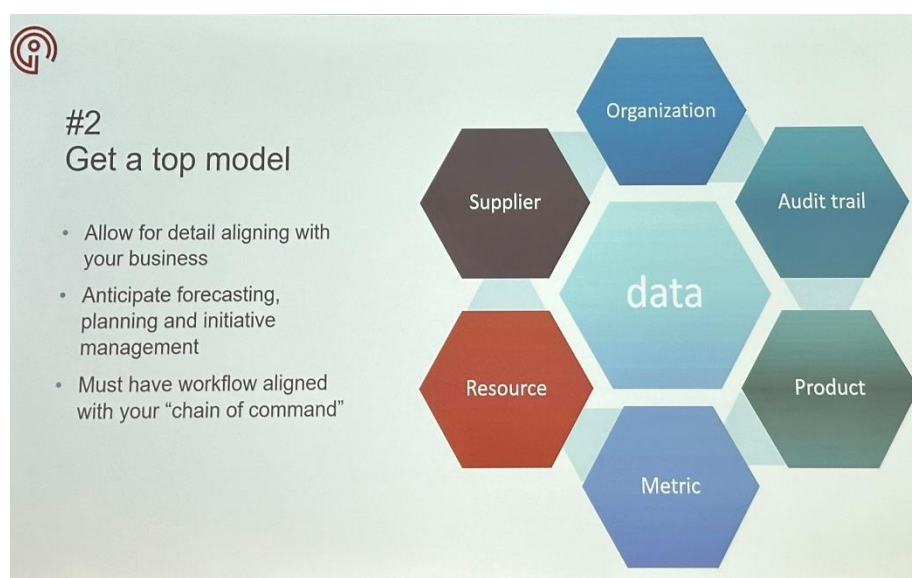 #2
Get a top model
• Allow for detail aligning with
your business
• Anticipate forecasting,
planning and initiative
management
• Must have workflow aligned
with your “chain of command”
Organization
Supplier
Audit trail
data
Resource
Product
Metric